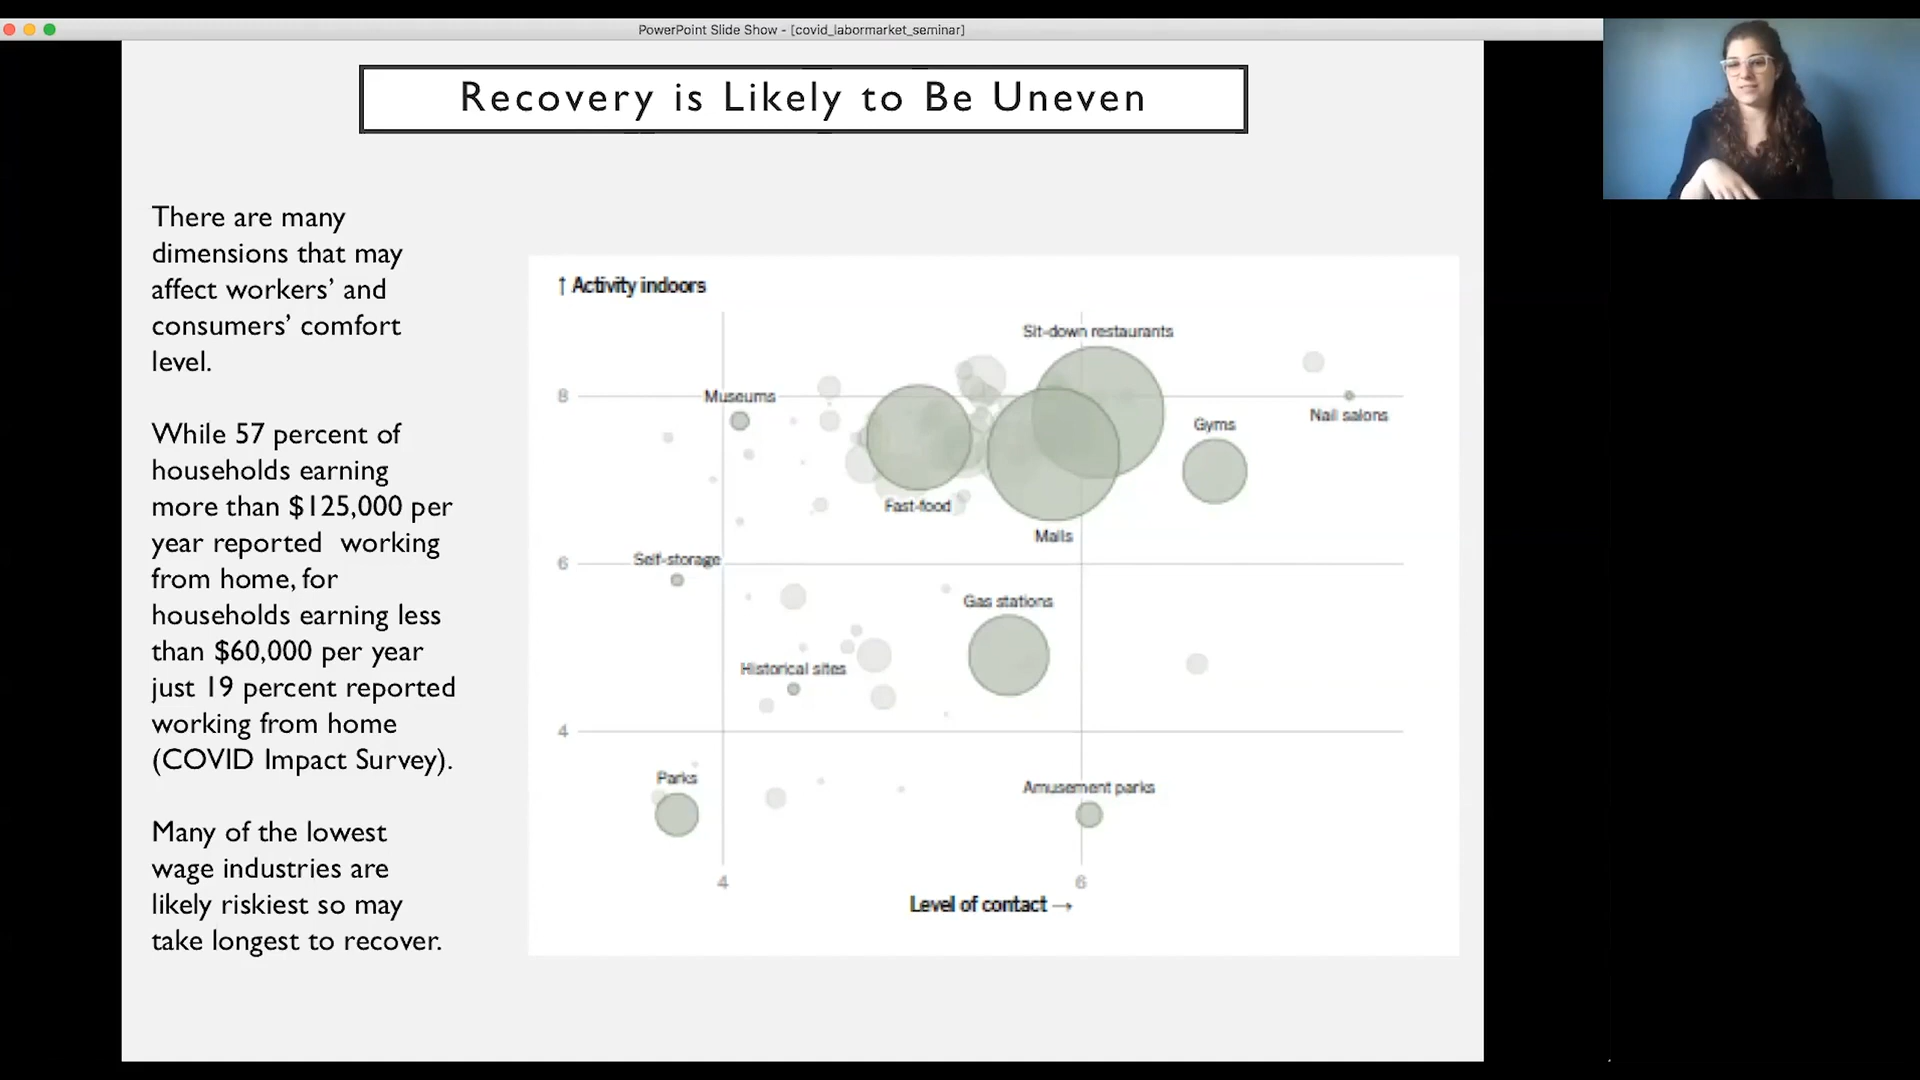 PowerPoint Slide Show - [covid_labormarket_seminar]
Recovery is Likely to Be Uneven
There are many
dimensions that may
affect workers’ and
consumers’ comfort
level.
While 57 percent of
households earning
more than $125,000 per
year reported working
from home, for
households earning less
than $60,000 per year
just 19 percent reported
working from home
(COVID Impact Survey).
Many of the lowest
wage industries are
likely riskiest so may
take longest to recover.
↑ Activity indoors
Sit-down restaurants
8
Museums
Nail salons
Gyms
Fast-food
Malls
Self-storage
6
Gas stations
Historical sites
4
Parks
Amusement parks
4
6
Level of contact →